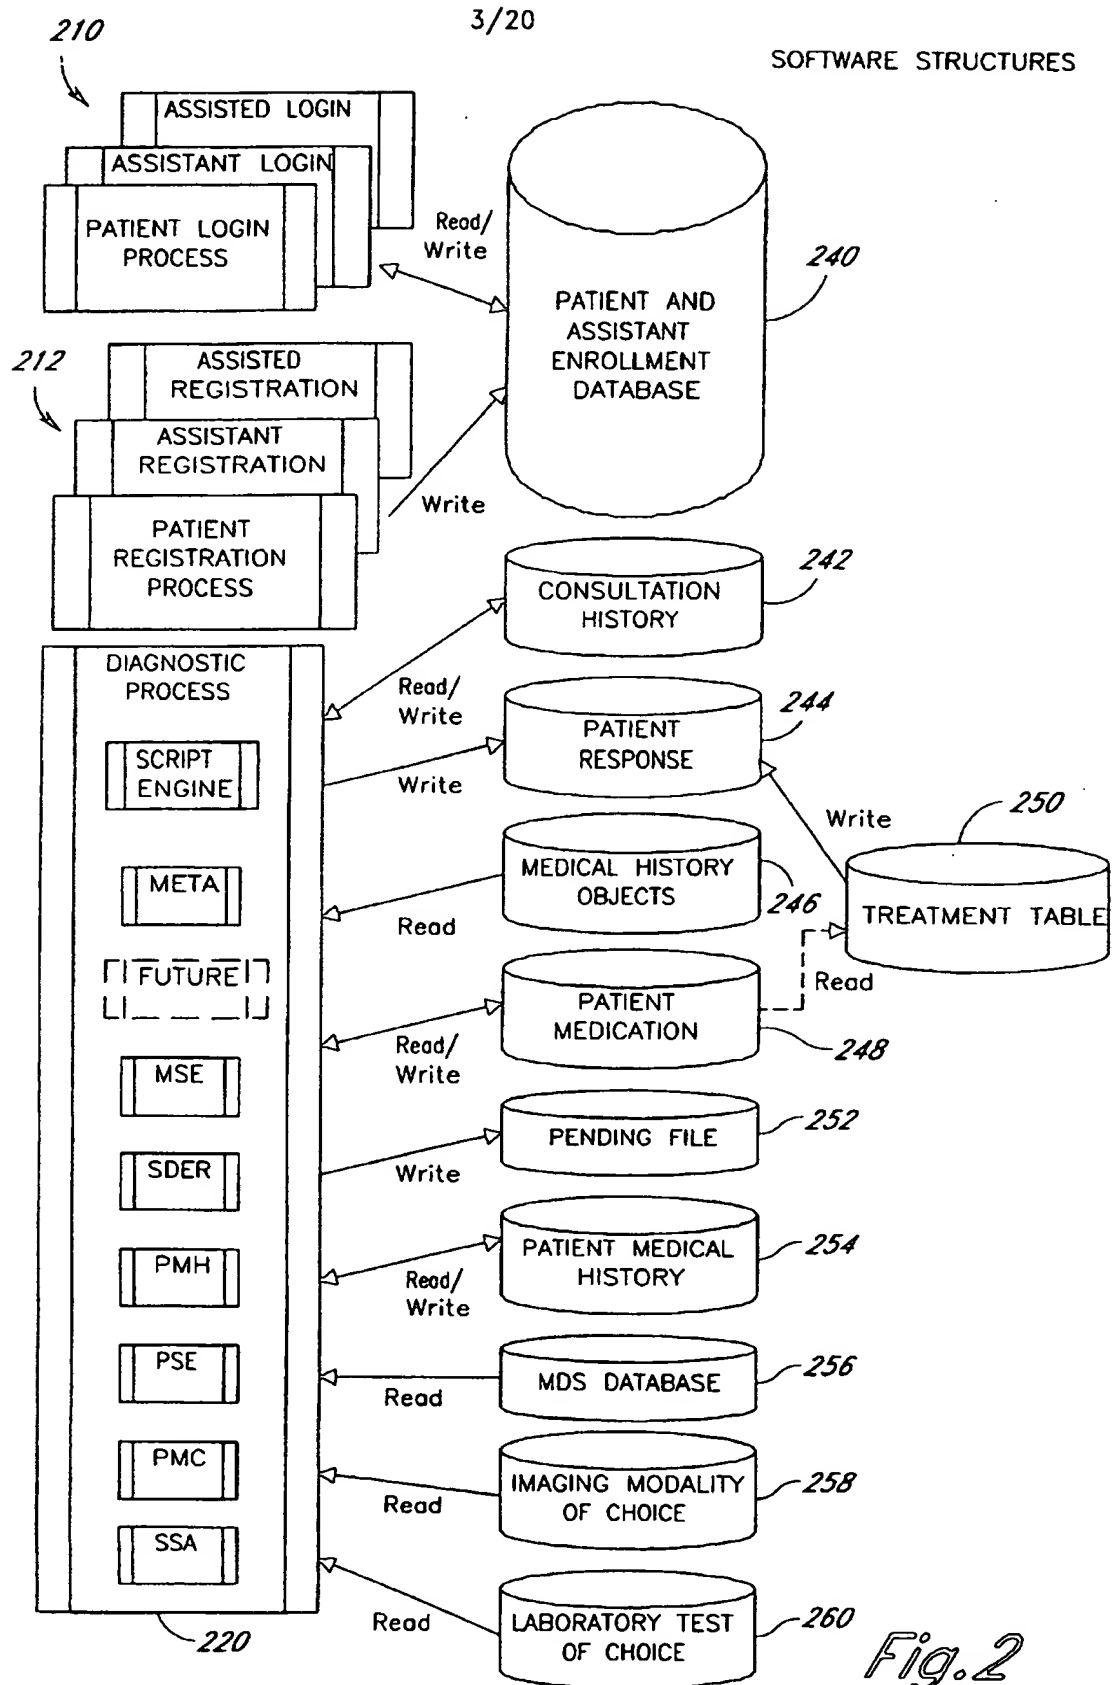 3/20
SOFTWARE STRUCTURES
210
ASSISTED LOGIN
ASSISTANT LOGIN
PATIENT LOGIN
PROCESS
Read/
Write
240
PATIENT AND
ASSISTANT
ENROLLMENT
DATABASE
212
ASSISTED
REGISTRATION
ASSISTANT
REGISTRATION
PATIENT
REGISTRATION
PROCESS
Write
242
CONSULTATION
HISTORY
DIAGNOSTIC
PROCESS
Read/
Write
244
PATIENT
RESPONSE
SCRIPT
ENGINE
Write
Write
250
MEDICAL HISTORY
OBJECTS
246
META
Read
TREATMENT TABLE
FUTURE
Read
PATIENT
MEDICATION
248
Read/
Write
MSE
252
PENDING FILE
SDER
Write
254
PATIENT MEDICAL
HISTORY
PMH
Read/
Write
PSE
256
MDS DATABASE
Read
PMC
258
IMAGING MODALITY
OF CHOICE
Read
SSA
260
LABORATORY TEST
OF CHOICE
Read
220
Fig.2